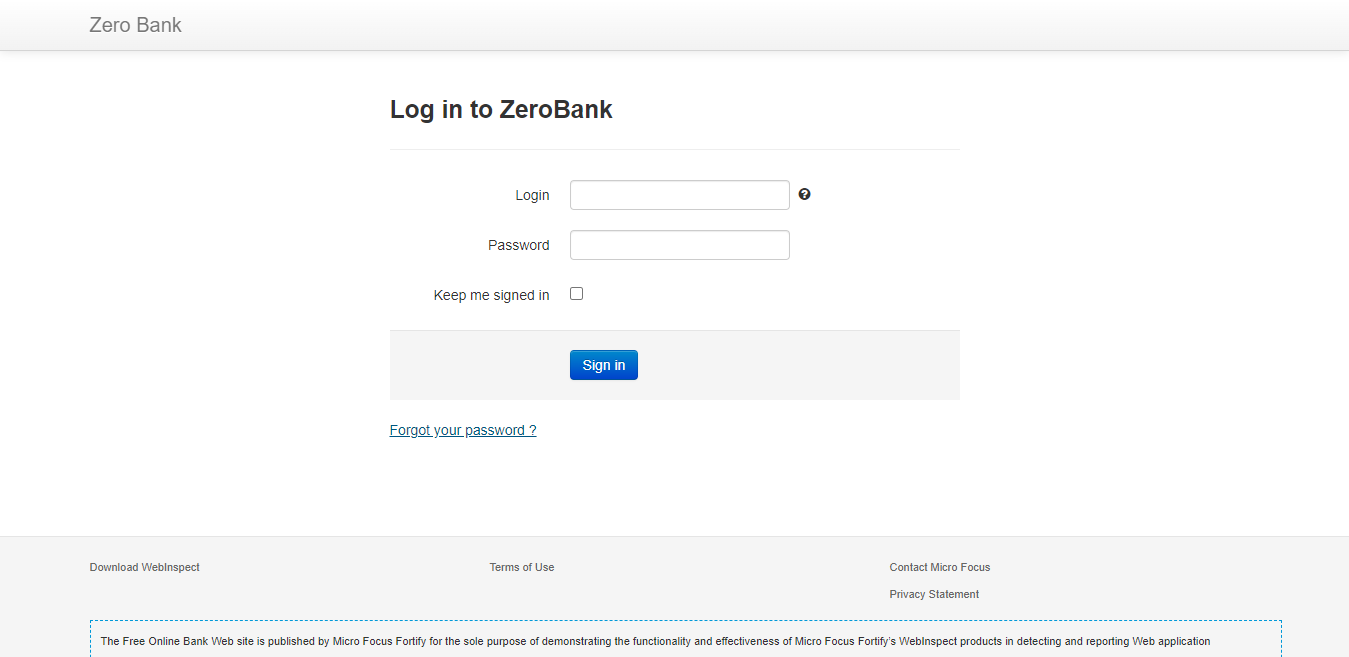 Zero Bank
Log in to ZeroBank
Login
Password
Keep me signed in
Sign in
Forgot your password ?
Download WebInspect
Terms of Use
Contact Micro Focus
Privacy Statement
The Free Online Bank Web site is published by Micro Focus Fortify for the sole purpose of demonstrating the functionality and effectiveness of Micro Focus Fortify's WebInspect products in detecting and reporting Web application